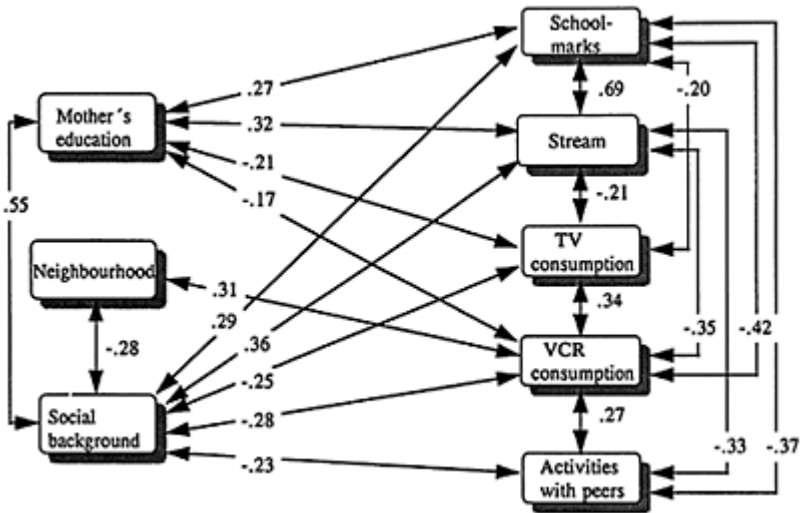 School-
marks
.27
.69
-.20
Mother´s
education
.32
Stream
-.21
-.17
-.21
.55
TV
consumption
Neighbourhood
.31
.34
.29
-.28
.36
-.35
-.42
VCR
consumption
-.25
Social
background
-.28
.27
-.33
-.37
-.23
Activities
with peers